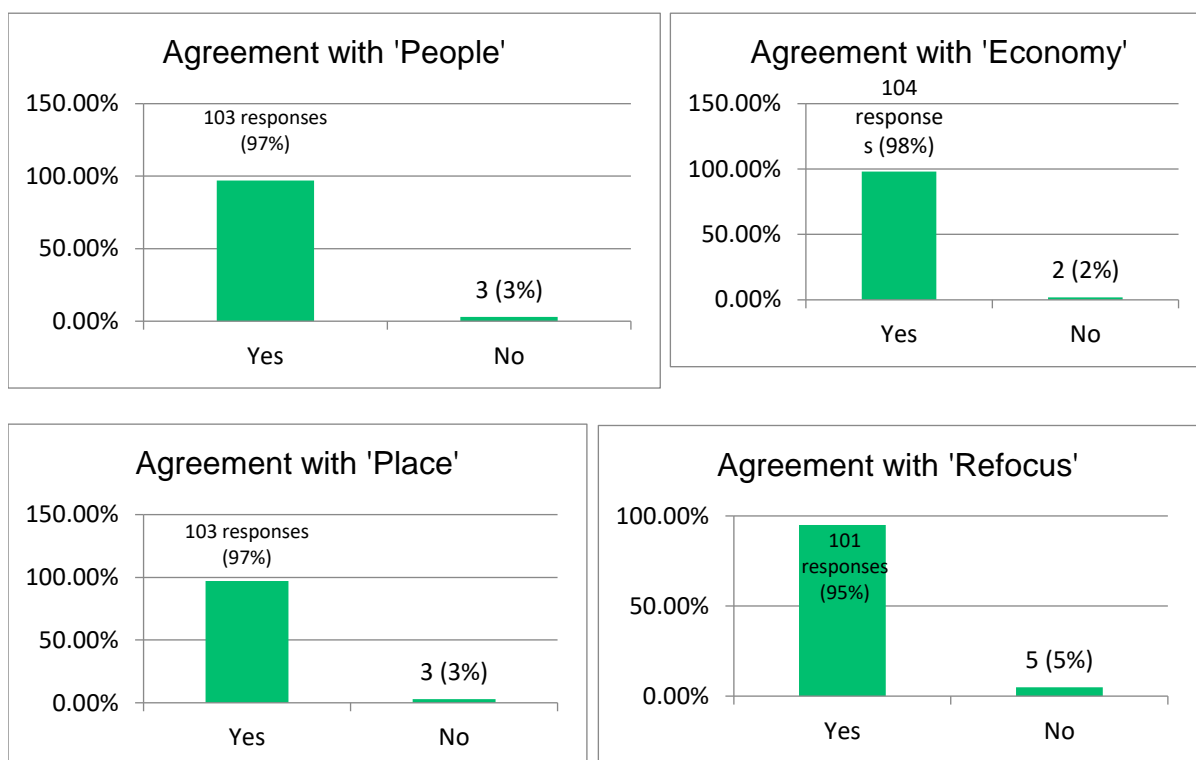 Agreement with 'People'
150.00%
103 responses
(97%)
100.00%
50.00%
3 (3%)
0.00%
Yes
No
Agreement with 'Economy'
104
response
s (98%)
150.00%
100.00%
50.00%
2 (2%)
0.00%
Yes
No
Agreement with 'Place'
150.00%
103 responses
(97%)
100.00%
50.00%
3 (3%)
0.00%
Yes
No
Agreement with 'Refocus'
100.00%
101
responses
(95%)
50.00%
5 (5%)
0.00%
Yes
No